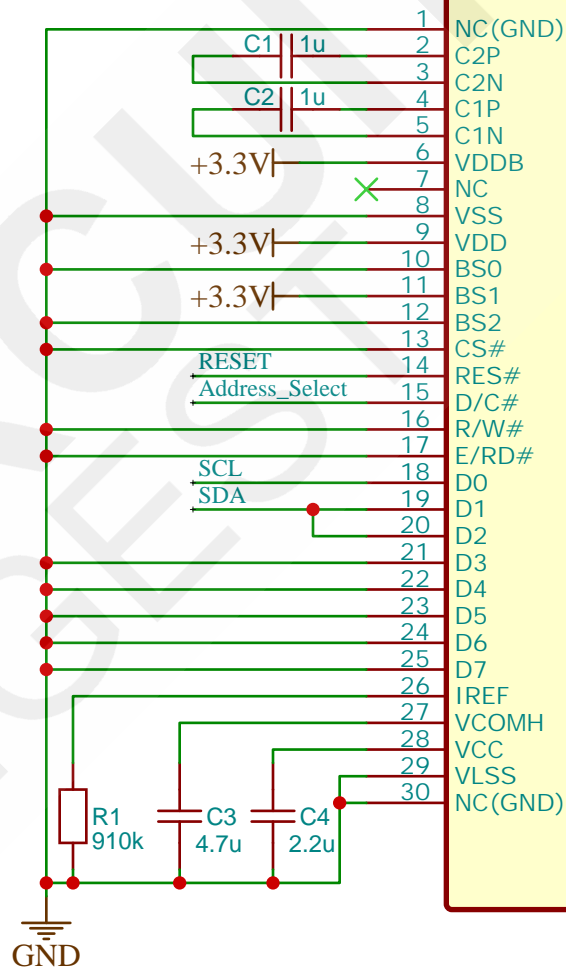 1 NC(GND)
C1 1u 2 C2P
3 C2N
C2 1u 4 C1P
5 C1N
+3.3V 6 VDDB
7 NC
8 VSS
+3.3V 9 VDD
10 BS0
+3.3V 11 BS1
12 BS2
13 CS#
RESET 14 RES#
Address_Select 15 D/C#
16 R/W#
17 E/RD#
SCL 18 D0
SDA 19 D1
20 D2
21 D3
22 D4
23 D5
24 D6
25 D7
26 IREF
27 VCOMH
28 VCC
29 VLSS
30 NC(GND)
R1 C3 C4
910k 4.7u 2.2u
GND